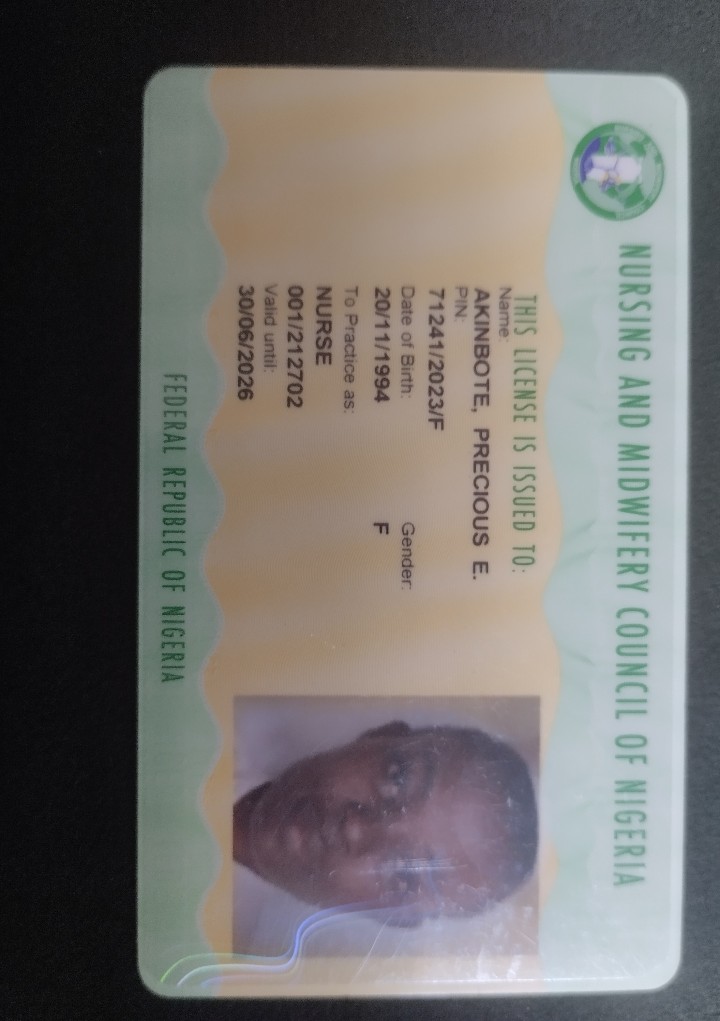 NURSING AND MIDWIFERY COUNCIL OF NIGERIA
THIS LICENSE IS ISSUED TO:
Name:
AKINBOTE, PRECIOUS E.
PIN:
71241/2023/F
Date of Birth: Gender:
20/11/1994 F
To Practice as:
NURSE
001/212702
Valid until:
30/06/2026
FEDERAL REPUBLIC OF NIGERIA